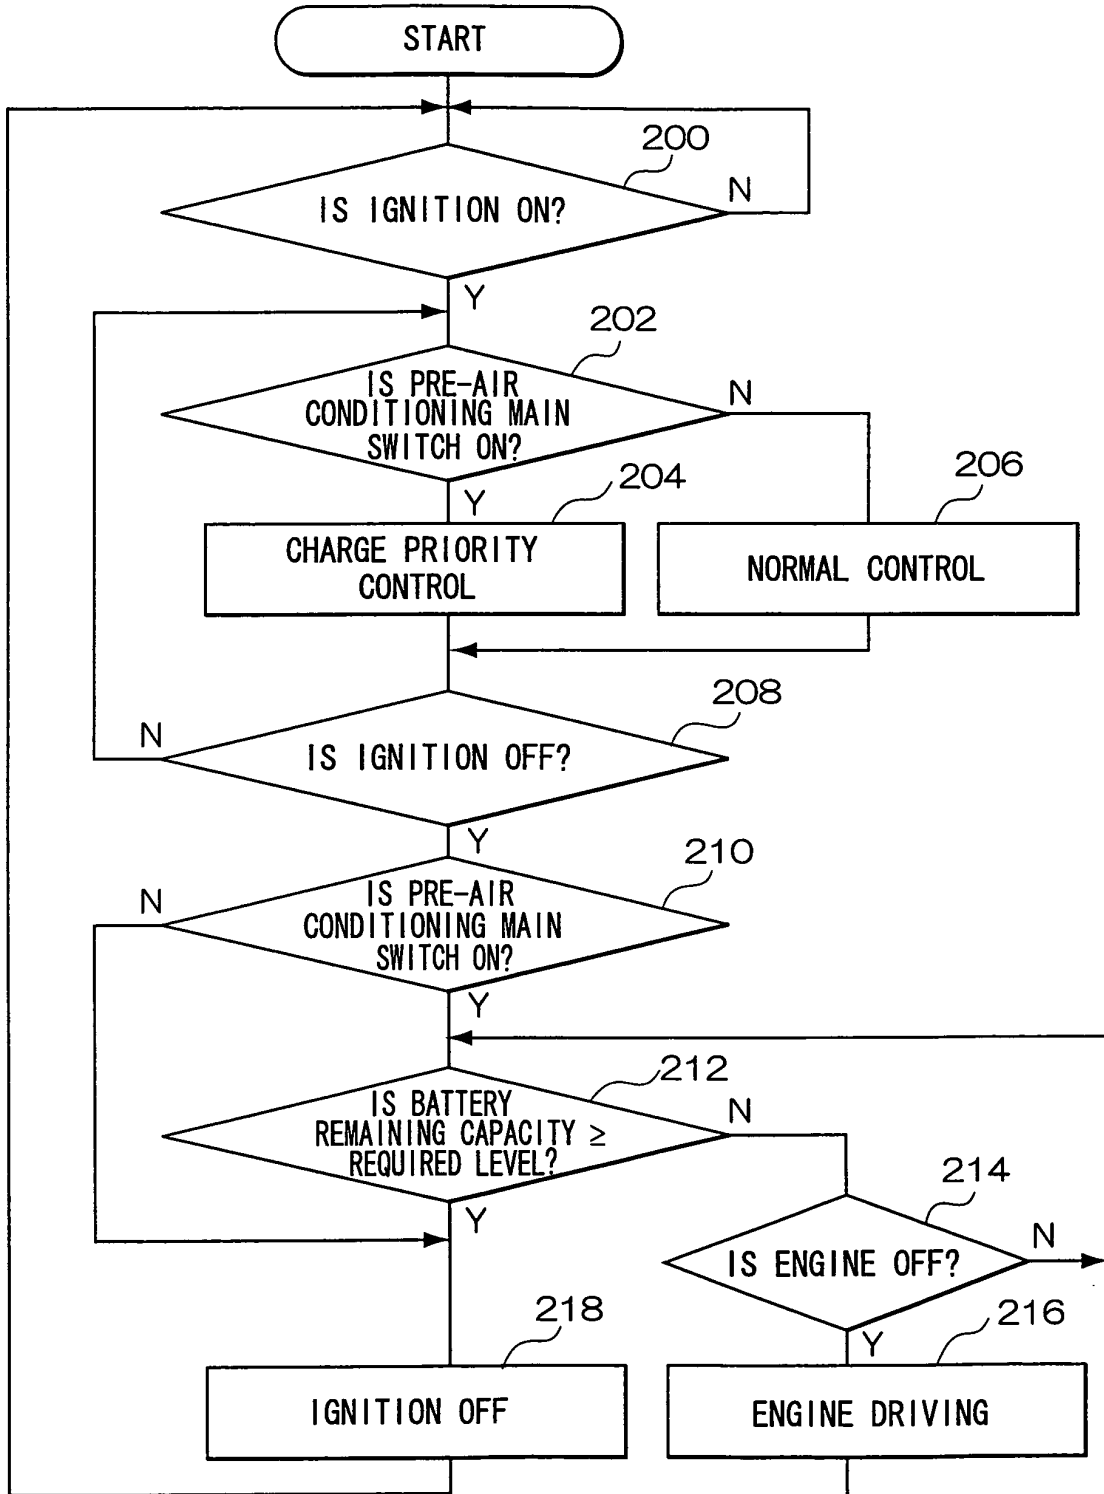 START
200
IS IGNITION ON?
N
Y
202
IS PRE-AIR
CONDITIONING MAIN
SWITCH ON?
N
Y
204
206
CHARGE PRIORITY
CONTROL
NORMAL CONTROL
208
N
IS IGNITION OFF?
Y
210
N
IS PRE-AIR
CONDITIONING MAIN
SWITCH ON?
Y
212
IS BATTERY
REMAINING CAPACITY ≥
REQUIRED LEVEL?
N
Y
214
IS ENGINE OFF?
N
Y
218
216
IGNITION OFF
ENGINE DRIVING